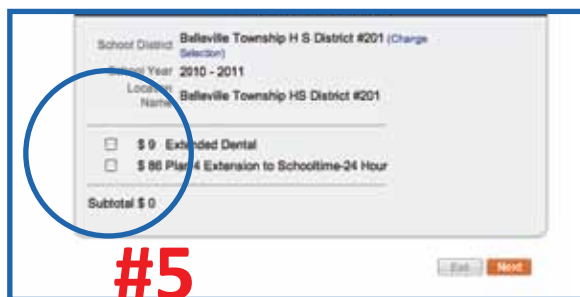 School District Belleville Township H S District #201 (Change Selection)
School Year 2010 - 2011
Location Name Belleville Township HS District #201
$ 9 Extended Dental
$ 86 Plan 4 Extension to Schooltime-24 Hour
Subtotal $ 0
Exit Next
#5